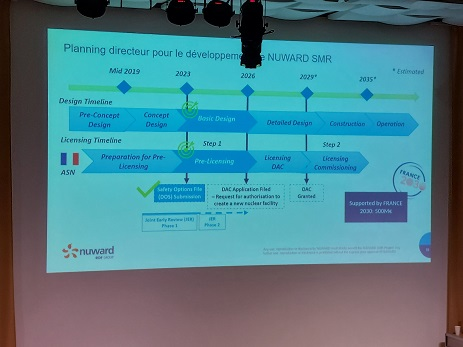 Planning directeur pour le développeme e NUWARD SMR
* Estimated
Mid 2019
2023
2026
2029*
2035*
Design Timeline
Pre-Concept Design
Concept Design
Basic Design
Detailed Design
Construction
Operation
Licensing Timeline
Step 1
Step 2
ASN
Preparation for Pre-Licensing
Pre-Licensing
Licensing DAC
Licensing Commissioning
Safety Options File (DOS) Submission
DAC Application Filed
– Request for authorisation to create a new nuclear facility
DAC Granted
Joint Early Review (JER) Phase 1
JER Phase 2
FRANCE 2030
Supported by FRANCE 2030: 500M€
nuward